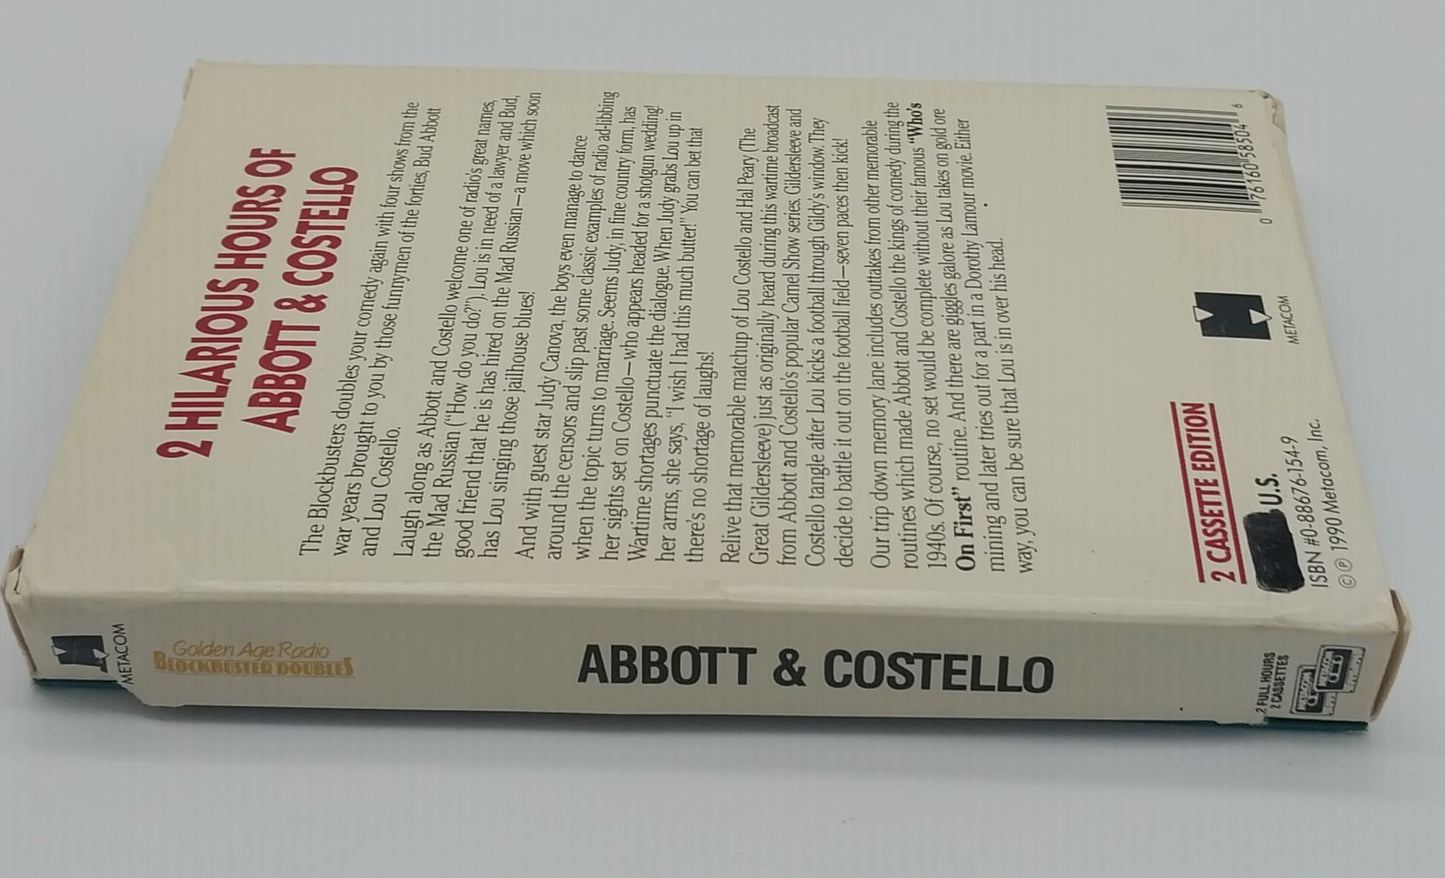 2 HILARIOUS HOURS OF
ABBOTT & COSTELLO
The Blockbusters doubles your comedy again with four shows from the
war years brought to you by those funnymen of the forties, Bud Abbott
and Lou Costello.
Laugh along as Abbott and Costello welcome one of radio's great names,
the Mad Russian ("How do you do?"). Lou is in need of a lawyer and Bud,
good friend that he is has hired on the Mad Russian—a move which soon
has Lou singing those jailhouse blues!
And with guest star Judy Canova, the boys even manage to dance
around the censors and slip past some classic examples of radio ad-libbing
when the topic turns to marriage. Seems Judy, in fine country form, has
her sights set on Costello—who appears headed for a shotgun wedding!
Wartime shortages punctuate the dialogue. When Judy grabs Lou up in
her arms, she says, "I wish I had this much butter!" You can bet that
there's no shortage of laughs!
Relive that memorable matchup of Lou Costello and Hal Peary (The
Great Gildersleeve) just as originally heard during this wartime broadcast
from Abbott and Costello's popular Camel Show series. Gildersleeve and
Costello tangle after Lou kicks a football through Gildy's window. They
decide to battle it out on the football field—seven paces then kick!
Our trip down memory lane includes outtakes from other memorable
routines which made Abbott and Costello the kings of comedy during the
1940s. Of course, no set would be complete without their famous "Who's
On First" routine. And there are giggles galore as Lou takes on gold ore
mining and later tries out for a part in a Dorothy Lamour movie. Either
way, you can be sure that Lou is in over his head.
2 CASSETTE EDITION
U.S.
ISBN #0-88676-154-9
©℗ 1990 Metacom, Inc.
METACOM
0 76160 58504 6
METACOM
Golden Age Radio
BLOCKBUSTER DOUBLES
ABBOTT & COSTELLO
2 FULL HOURS
2 CASSETTES